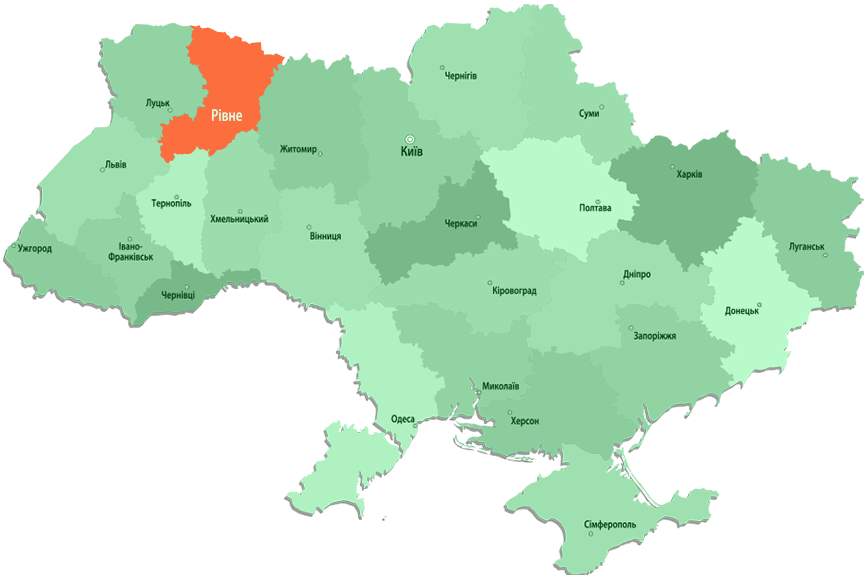 Чернігів
Луцьк
Рівне
Суми
Житомир
Київ
Львів
Харків
Тернопіль
Полтава
Хмельницький
Черкаси
Вінниця
Ужгород
Івано-
Франківськ
Луганськ
Дніпро
Чернівці
Кіровоград
Донецьк
Запоріжжя
Миколаїв
Одеса
Херсон
Сімферополь